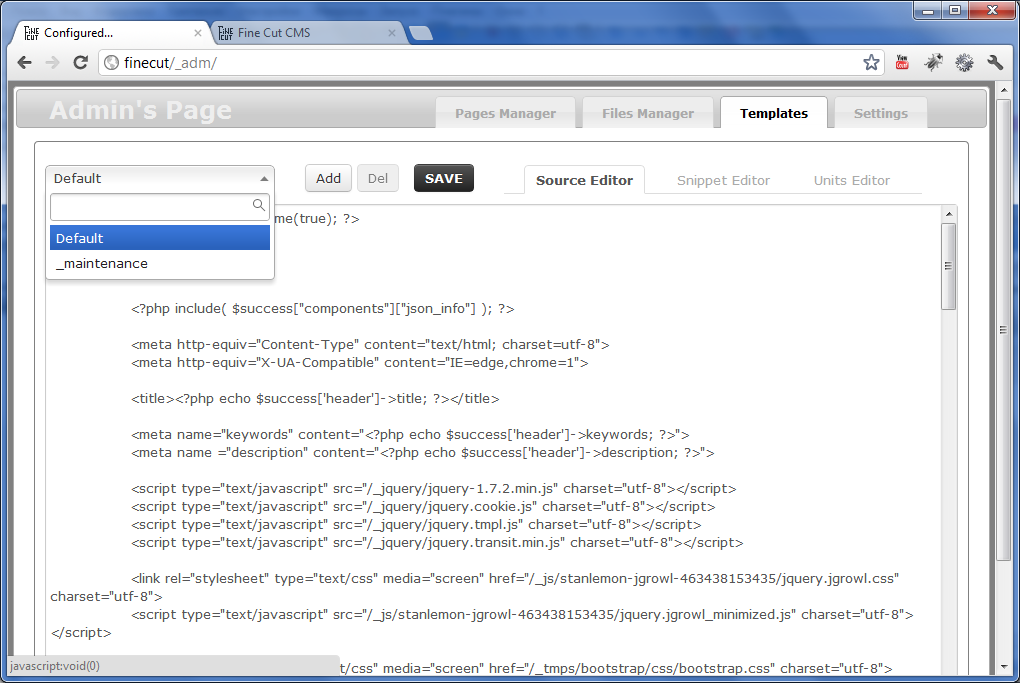 Configured...
Fine Cut CMS
finecut/_adm/
Admin's Page
Pages Manager
Files Manager
Templates
Settings
Default
Add
Del
SAVE
Source Editor
Snippet Editor
Units Editor
me(true); ?>
Default
_maintenance
<?php include( $success["components"]["json_info"] ); ?>
<meta http-equiv="Content-Type" content="text/html; charset=utf-8">
<meta http-equiv="X-UA-Compatible" content="IE=edge,chrome=1">
<title><?php echo $success['header']->title; ?></title>
<meta name="keywords" content="<?php echo $success['header']->keywords; ?>">
<meta name ="description" content="<?php echo $success['header']->description; ?>">
<script type="text/javascript" src="/_jquery/jquery-1.7.2.min.js" charset="utf-8"></script>
<script type="text/javascript" src="/_jquery/jquery.cookie.js" charset="utf-8"></script>
<script type="text/javascript" src="/_jquery/jquery.tmpl.js" charset="utf-8"></script>
<script type="text/javascript" src="/_jquery/jquery.transit.min.js" charset="utf-8"></script>
<link rel="stylesheet" type="text/css" media="screen" href="/_js/stanlemon-jgrowl-463438153435/jquery.jgrowl.css"
charset="utf-8">
<script type="text/javascript" src="/_js/stanlemon-jgrowl-463438153435/jquery.jgrowl_minimized.js" charset="utf-8">
</script>
javascript:void(0)
t/css" media="screen" href="/_tmps/bootstrap/css/bootstrap.css" charset="utf-8">